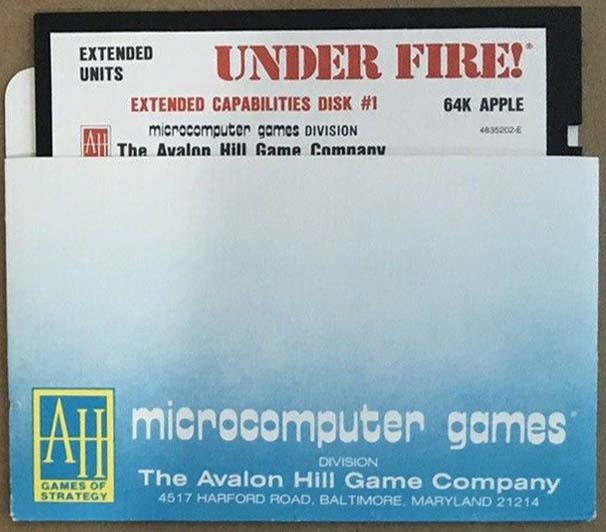 EXTENDED
UNITS
UNDER FIRE!
EXTENDED CAPABILITIES DISK #1
64K APPLE
microcomputer games DIVISION
4835202-E
AH
The Avalon Hill Game Company
AH
GAMES OF
STRATEGY
microcomputer games
DIVISION
The Avalon Hill Game Company
4517 HARFORD ROAD, BALTIMORE, MARYLAND 21214